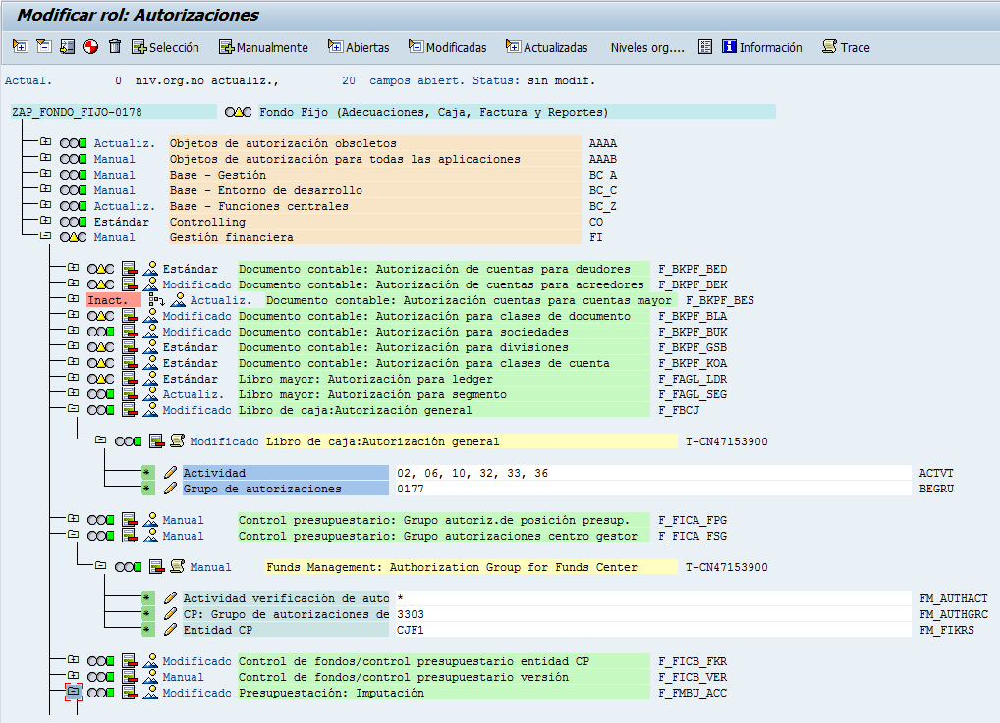 Modificar rol: Autorizaciones
Selección Manualmente Abiertas Modificadas Actualizadas Niveles org.... Información Trace
Actual. 0 niv.org.no actualiz., 20 campos abiert. Status: sin modif.
ZAP_FONDO_FIJO-0178 Fondo Fijo (Adecuaciones, Caja, Factura y Reportes)
Actualiz. Objetos de autorización obsoletos AAAA
Manual Objetos de autorización para todas las aplicaciones AAAB
Manual Base - Gestión BC_A
Manual Base - Entorno de desarrollo BC_C
Actualiz. Base - Funciones centrales BC_Z
Estándar Controlling CO
Manual Gestión financiera FI
Estándar Documento contable: Autorización de cuentas para deudores F_BKPF_BED
Modificado Documento contable: Autorización de cuentas para acreedores F_BKPF_BEK
Inact. Actualiz. Documento contable: Autorización cuentas para cuentas mayor F_BKPF_BES
Modificado Documento contable: Autorización para clases de documento F_BKPF_BLA
Modificado Documento contable: Autorización para sociedades F_BKPF_BUK
Estándar Documento contable: Autorización para divisiones F_BKPF_GSB
Estándar Documento contable: Autorización para clases de cuenta F_BKPF_KOA
Estándar Libro mayor: Autorización para ledger F_FAGL_LDR
Actualiz. Libro mayor: Autorización para segmento F_FAGL_SEG
Modificado Libro de caja:Autorización general F_FBCJ
Modificado Libro de caja:Autorización general T-CN47153900
* Actividad 02, 06, 10, 32, 33, 36 ACTVT
* Grupo de autorizaciones 0177 BEGRU
Manual Control presupuestario: Grupo autoriz.de posición presup. F_FICA_FPG
Manual Control presupuestario: Grupo autorizaciones centro gestor F_FICA_FSG
Manual Funds Management: Authorization Group for Funds Center T-CN47153900
* Actividad verificación de auto * FM_AUTHACT
* CP: Grupo de autorizaciones de 3303 FM_AUTHGRC
* Entidad CP CJF1 FM_FIKRS
Modificado Control de fondos/control presupuestario entidad CP F_FICB_FKR
Manual Control de fondos/control presupuestario versión F_FICB_VER
Modificado Presupuestación: Imputación F_FMBU_ACC